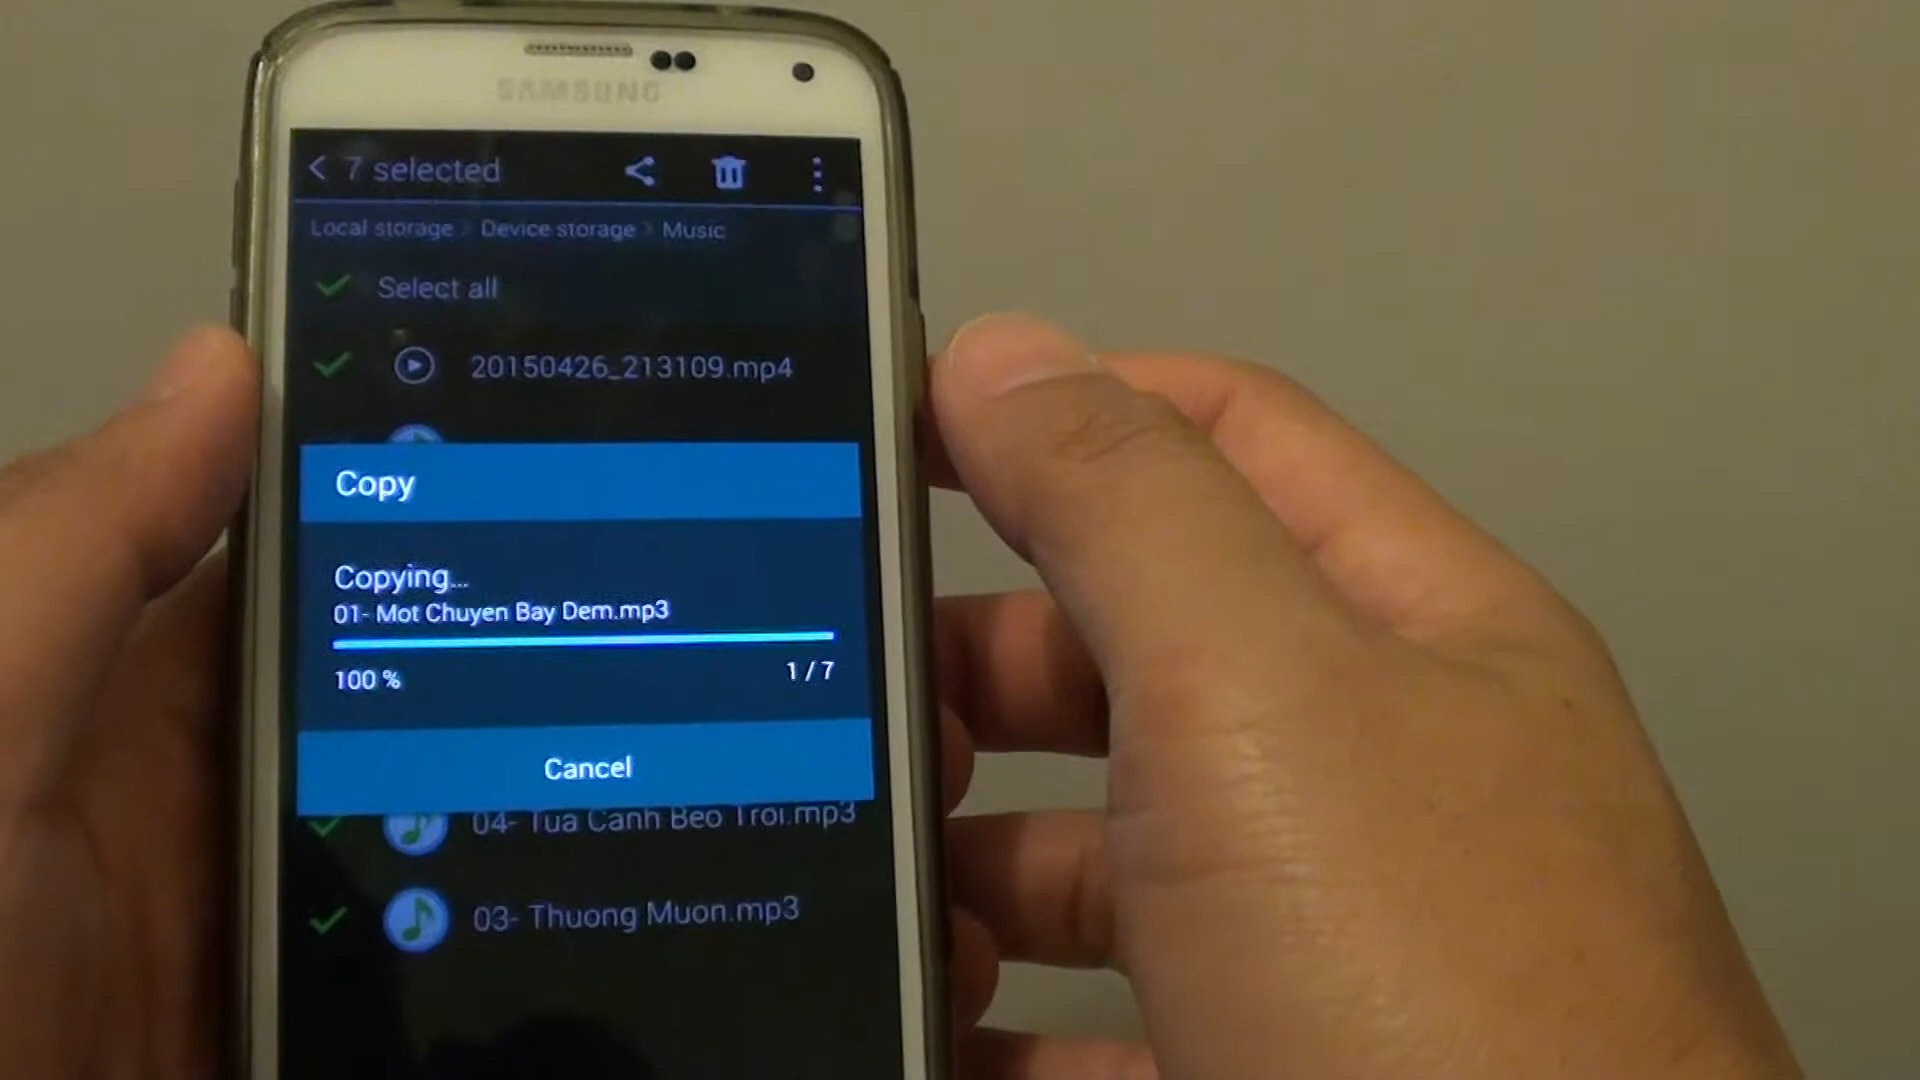 SAMSUNG
7 selected
Local storage > Device storage > Music
Select all
20150426_213109.mp4
Copy
Copying...
01- Mot Chuyen Bay Dem.mp3
100 %
1 / 7
Cancel
04- Tua Canh Beo Troi.mp3
03- Thuong Muon.mp3